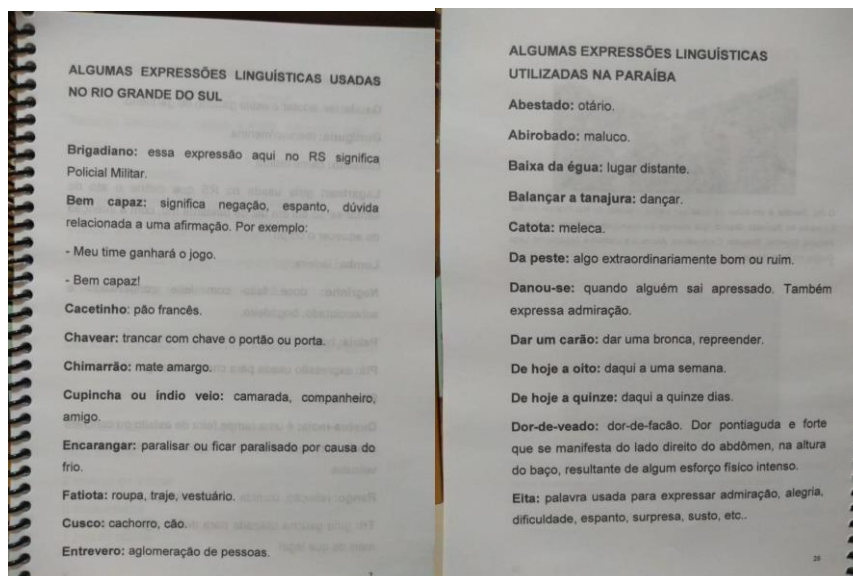 ALGUMAS EXPRESSÕES LINGUÍSTICAS USADAS
NO RIO GRANDE DO SUL
Brigadiano: essa expressão aqui no RS significa
Policial Militar.
Bem capaz: significa negação, espanto, dúvida
relacionada a uma afirmação. Por exemplo:
- Meu time ganhará o jogo.
- Bem capaz!
Cacetinho: pão francês.
Chavear: trancar com chave o portão ou porta.
Chimarrão: mate amargo.
Cupincha ou índio veio: camarada, companheiro,
amigo.
Encarangar: paralisar ou ficar paralisado por causa do
frio.
Fatiota: roupa, traje, vestuário.
Cusco: cachorro, cão.
Entrevero: aglomeração de pessoas.
ALGUMAS EXPRESSÕES LINGUÍSTICAS
UTILIZADAS NA PARAÍBA
Abestado: otário.
Abirobado: maluco.
Baixa da égua: lugar distante.
Balançar a tanajura: dançar.
Catota: meleca.
Da peste: algo extraordinariamente bom ou ruim.
Danou-se: quando alguém sai apressado. Também
expressa admiração.
Dar um carão: dar uma bronca, repreender.
De hoje a oito: daqui a uma semana.
De hoje a quinze: daqui a quinze dias.
Dor-de-veado: dor-de-facão. Dor pontiaguda e forte
que se manifesta do lado direito do abdômen, na altura
do baço, resultante de algum esforço físico intenso.
Eita: palavra usada para expressar admiração, alegria,
dificuldade, espanto, surpresa, susto, etc..